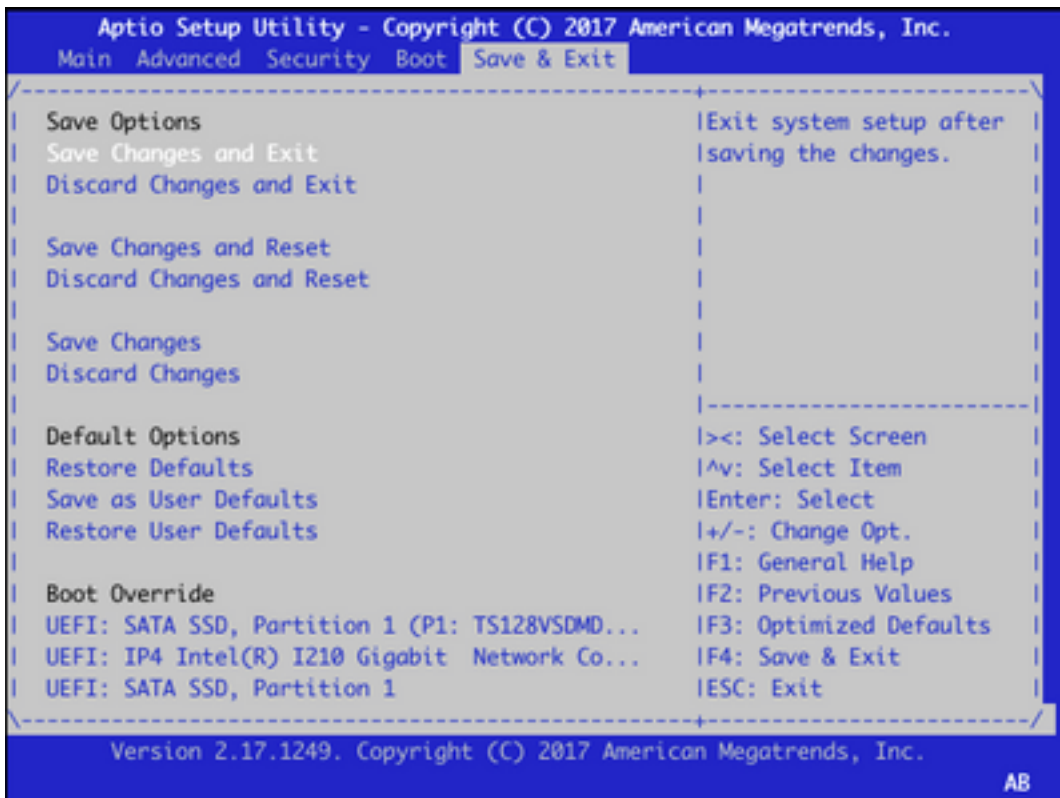 Aptio Setup Utility - Copyright (C) 2017 American Megatrends, Inc.
Main Advanced Security Boot Save & Exit
/----------------------------------------------------+-------------------------\
| Save Options |Exit system setup after |
| Save Changes and Exit |saving the changes. |
| Discard Changes and Exit | |
| | |
| Save Changes and Reset | |
| Discard Changes and Reset | |
| | |
| Save Changes | |
| Discard Changes | |
| |-------------------------|
| Default Options |><: Select Screen |
| Restore Defaults |^v: Select Item |
| Save as User Defaults |Enter: Select |
| Restore User Defaults |+/-: Change Opt. |
| |F1: General Help |
| Boot Override |F2: Previous Values |
| UEFI: SATA SSD, Partition 1 (P1: TS128VSDMD... |F3: Optimized Defaults |
| UEFI: IP4 Intel(R) I210 Gigabit  Network Co... |F4: Save & Exit |
| UEFI: SATA SSD, Partition 1 |ESC: Exit |
\----------------------------------------------------+-------------------------/
Version 2.17.1249. Copyright (C) 2017 American Megatrends, Inc.
AB